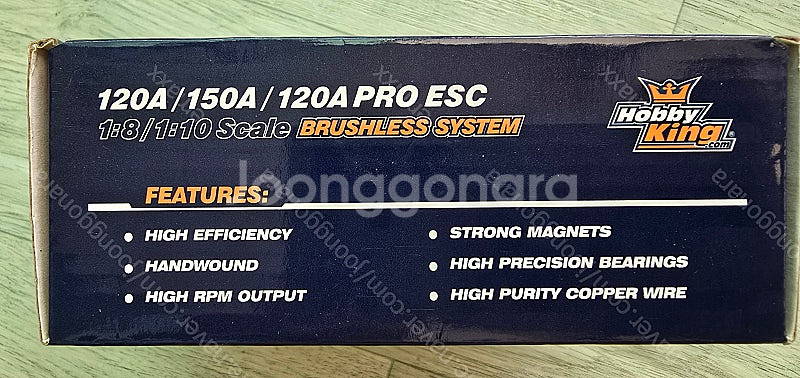 120A/150A/120A PRO ESC
1:8/1:10 Scale BRUSHLESS SYSTEM
Hobby
King
.com
®
joonggonara
FEATURES:
HIGH EFFICIENCY
HANDWOUND
HIGH RPM OUTPUT
STRONG MAGNETS
HIGH PRECISION BEARINGS
HIGH PURITY COPPER WIRE